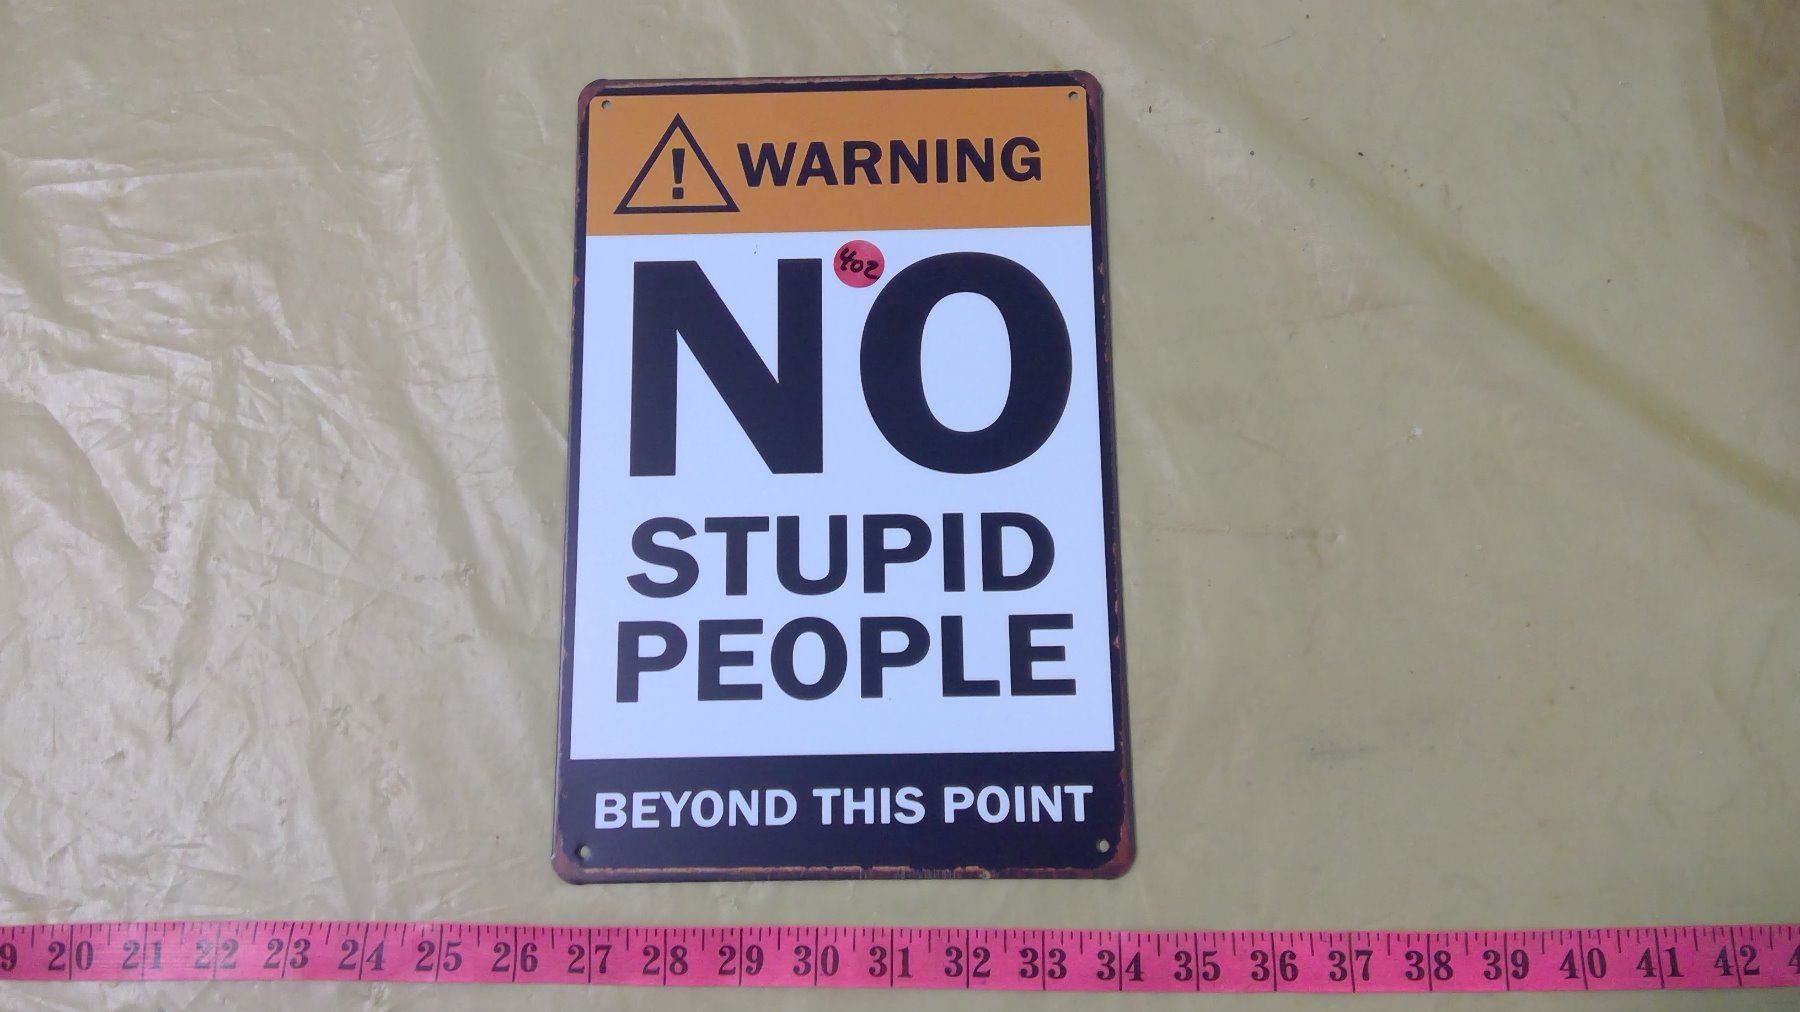 ! WARNING
402
NO
STUPID
PEOPLE
BEYOND THIS POINT
20 21 22 23 24 25 26 27 28 29 30 31 32 33 34 35 36 37 38 39 40 41 42